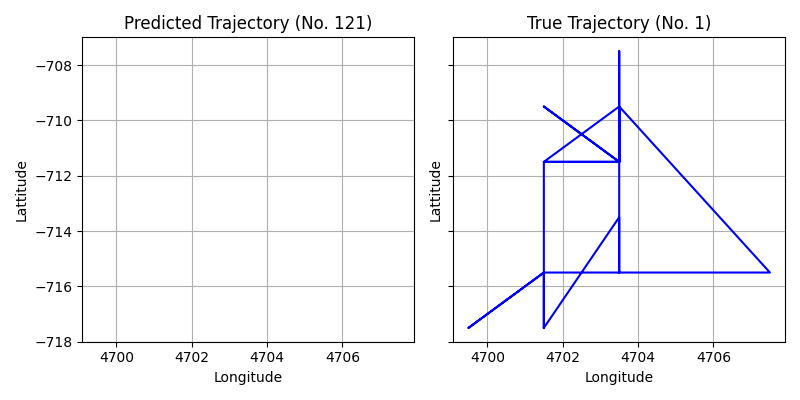 Predicted Trajectory (No. 121)
−708
−710
−712
−714
−716
−718
Lattitude
4700 4702 4704 4706
Longitude
True Trajectory (No. 1)
Lattitude
4700 4702 4704 4706
Longitude